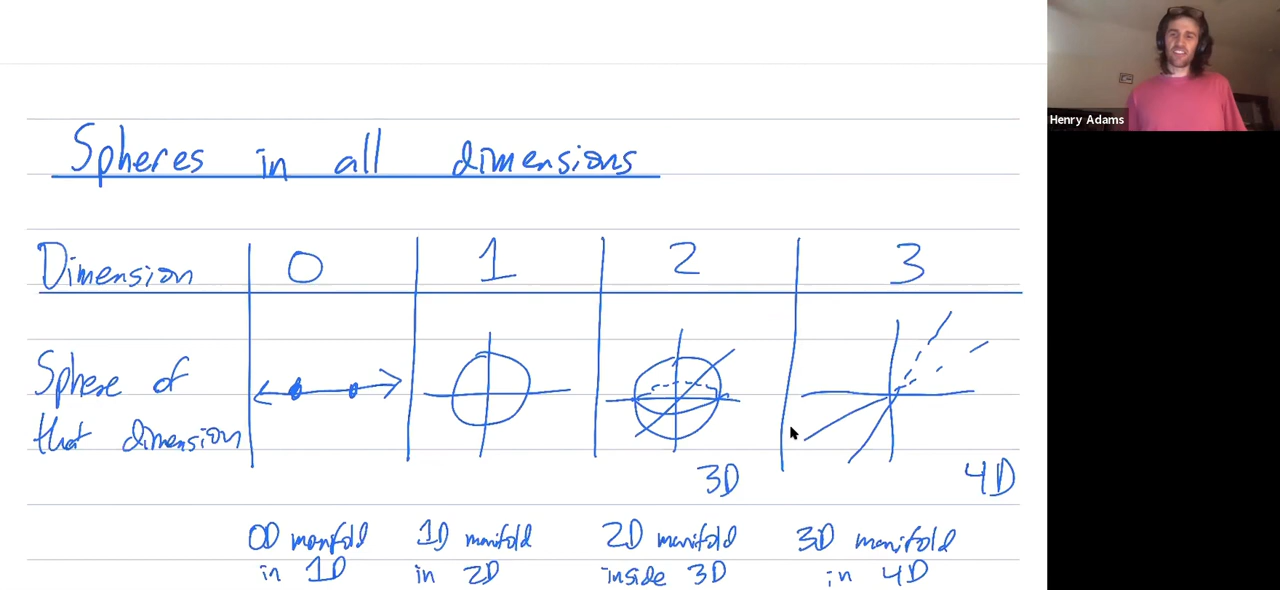 Spheres in all dimensions
Henry Adams
Dimension 0 1 2 3
Sphere of
that dimension
3D 4D
0D manifold 1D manifold 2D manifold 3D manifold
in 1D in 2D inside 3D in 4D